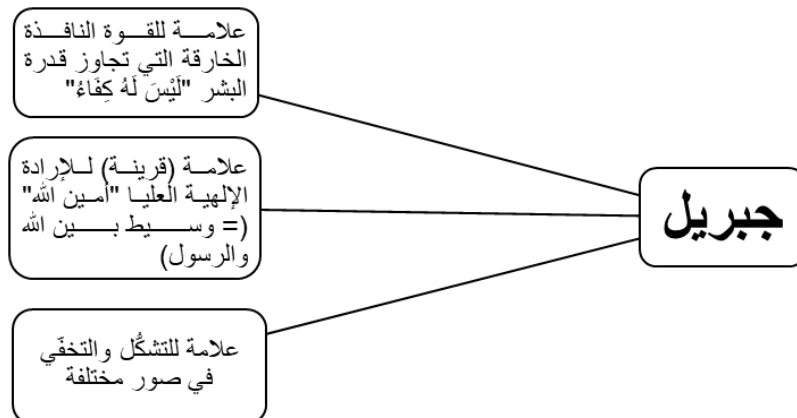 علامة للقوة النافذة
الخارقة التي تجاوز قدرة
البشر "لَيْسَ لَهُ كِفَاءُ"
جبريل
علامة (قرينة) للإرادة
الإلهية العليا "أمين الله"
(= وسيط بين الله
والرسول)
علامة للتشكُّل والتخفّي
في صور مختلفة